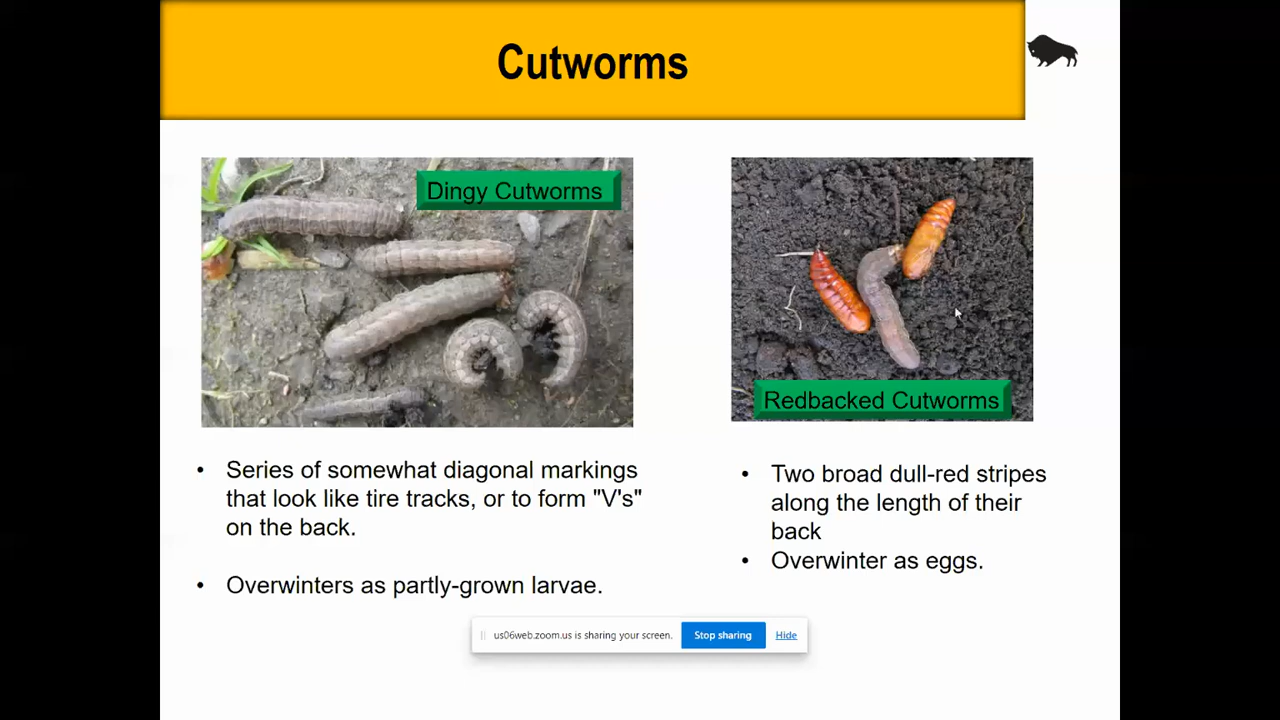 Cutworms
Dingy Cutworms
Redbacked Cutworms
• Series of somewhat diagonal markings
that look like tire tracks, or to form "V's"
on the back.
• Overwinters as partly-grown larvae.
• Two broad dull-red stripes
along the length of their
back
• Overwinter as eggs.
us06web.zoom.us is sharing your screen. Stop sharing Hide